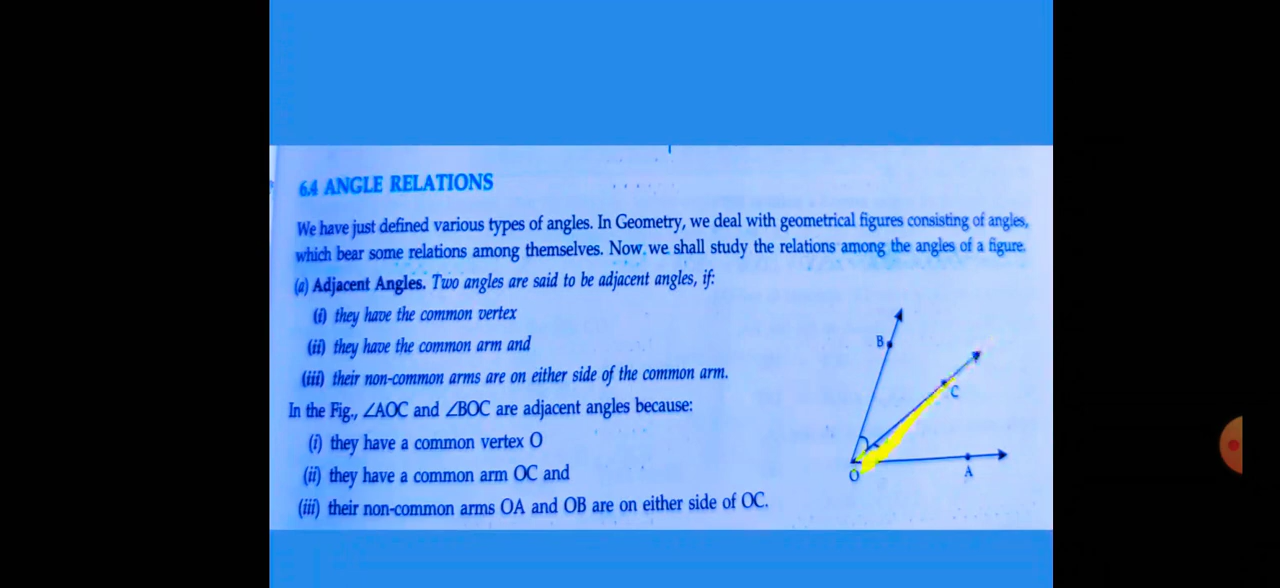 6.4 ANGLE RELATIONS
We have just defined various types of angles. In Geometry, we deal with geometrical figures consisting of angles,
which bear some relations among themselves. Now we shall study the relations among the angles of a figure.
(a) Adjacent Angles. Two angles are said to be adjacent angles, if:
(i) they have the common vertex
(ii) they have the common arm and
(iii) their non-common arms are on either side of the common arm.
In the Fig., ∠AOC and ∠BOC are adjacent angles because:
(i) they have a common vertex O
(ii) they have a common arm OC and
(iii) their non-common arms OA and OB are on either side of OC.
B
C
O
A